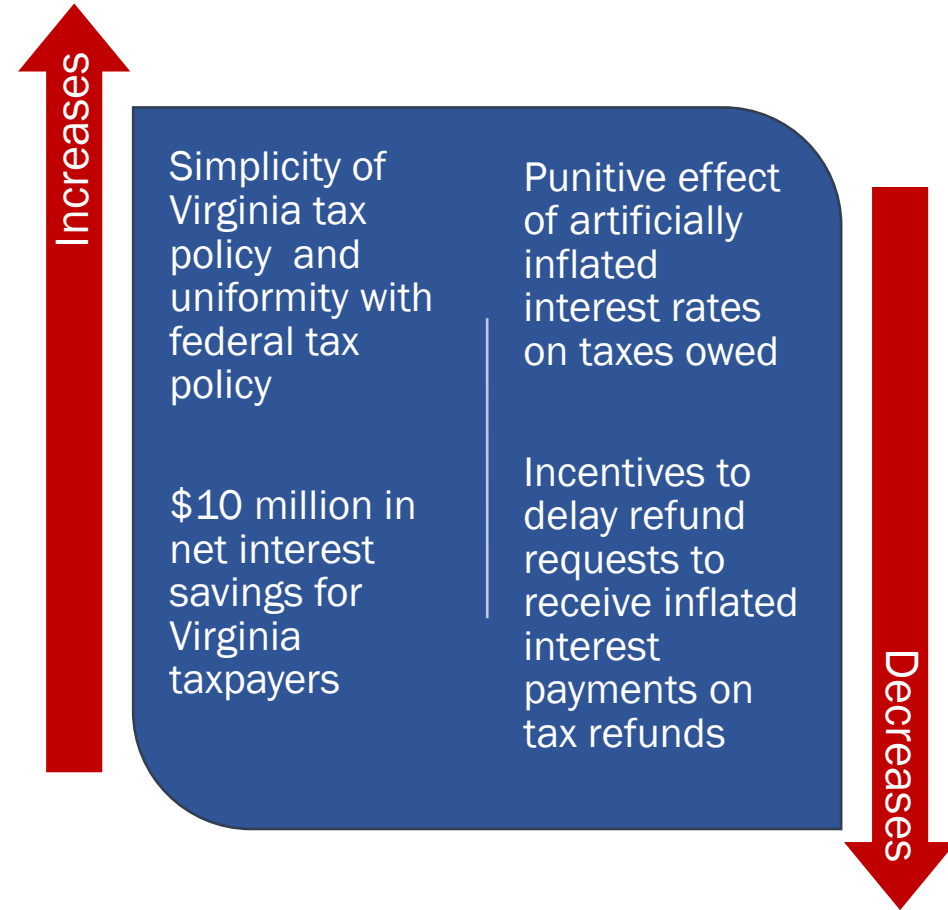 Increases
Simplicity of
Virginia tax
policy  and
uniformity with
federal tax
policy
$10 million in
net interest
savings for
Virginia
taxpayers
Punitive effect
of artificially
inflated
interest rates
on taxes owed
Incentives to
delay refund
requests to
receive inflated
interest
payments on
tax refunds
Decreases